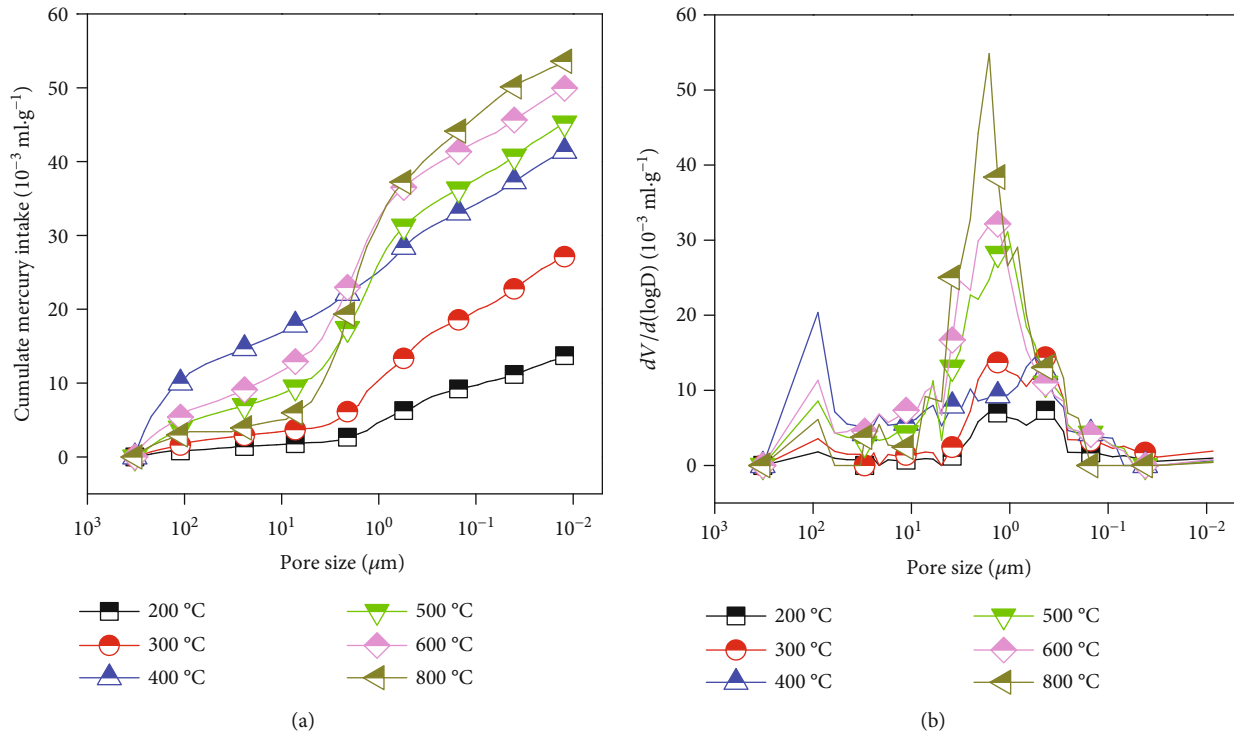 60
50
40
30
20
10
0
Cumulate mercury intake (10⁻³ ml·g⁻¹)
10³ 10² 10¹ 10⁰ 10⁻¹ 10⁻²
Pore size (μm)
200 °C 500 °C
300 °C 600 °C
400 °C 800 °C
(a)
60
50
40
30
20
10
0
dV/d(logD) (10⁻³ ml·g⁻¹)
10³ 10² 10¹ 10⁰ 10⁻¹ 10⁻²
Pore size (μm)
200 °C 500 °C
300 °C 600 °C
400 °C 800 °C
(b)